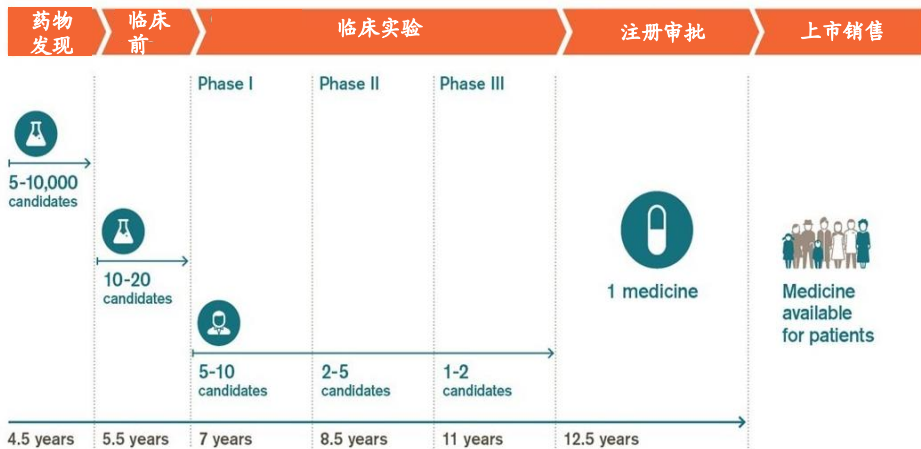 药物
发现
临床
前
临床实验
注册审批
上市销售
Phase I
Phase II
Phase III
5-10,000
candidates
10-20
candidates
1 medicine
Medicine
available
for patients
5-10
candidates
2-5
candidates
1-2
candidates
4.5 years
5.5 years
7 years
8.5 years
11 years
12.5 years